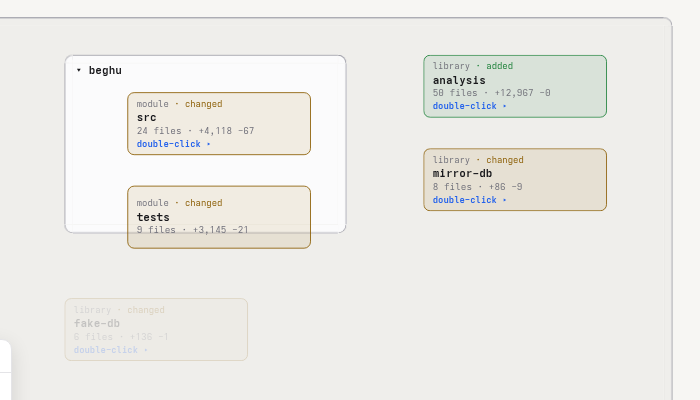 ▾ beghu
module · changed
src
24 files · +4,118 −67
double-click ▸
module · changed
tests
9 files · +3,145 −21
library · added
analysis
50 files · +12,967 −0
double-click ▸
library · changed
mirror-db
8 files · +86 −9
double-click ▸
library · changed
fake-db
6 files · +136 −1
double-click ▸